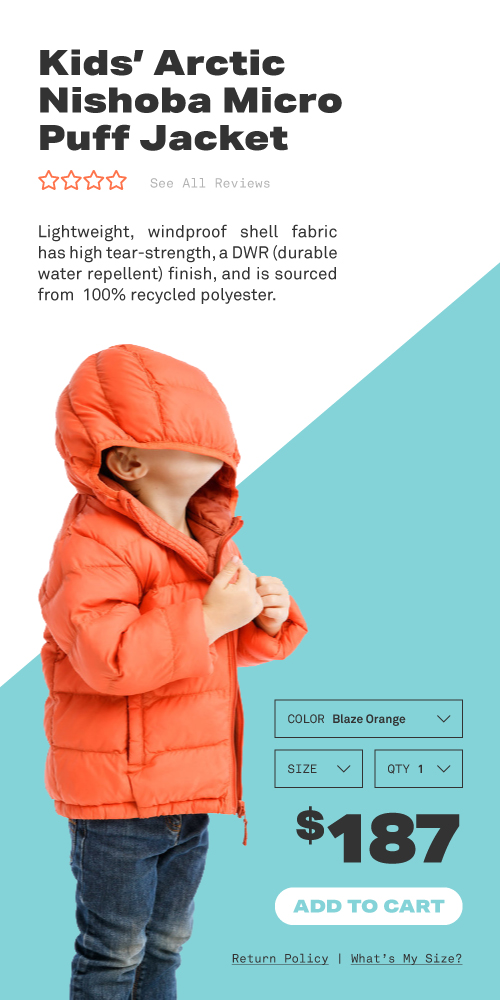 Kids’ Arctic
Nishoba Micro
Puff Jacket
See All Reviews
Lightweight, windproof shell fabric
has high tear-strength, a DWR (durable
water repellent) finish, and is sourced
from 100% recycled polyester.
COLOR Blaze Orange
SIZE QTY 1
$187
ADD TO CART
Return Policy | What's My Size?